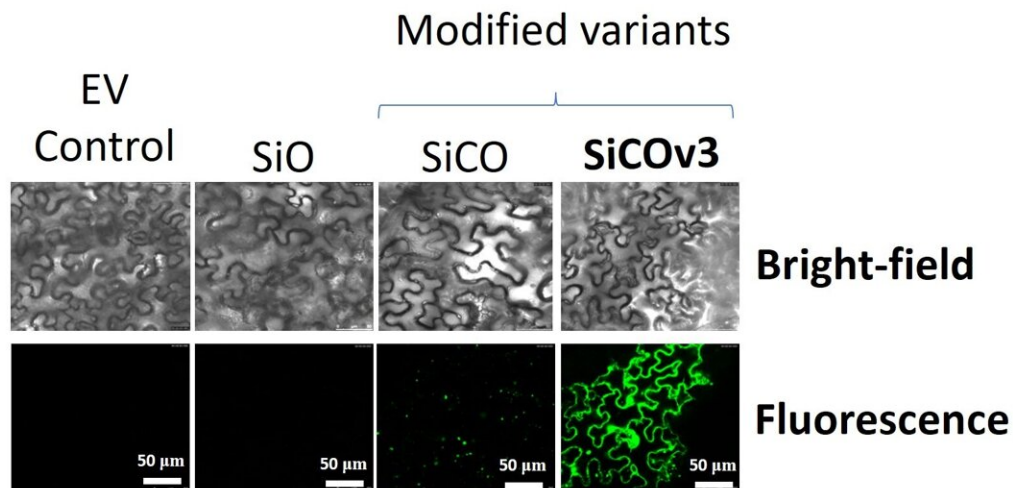 Modified variants
EV
Control
SiO
SiCO
SiCOv3
Bright-field
Fluorescence
50 µm
50 µm
50 µm
50 µm